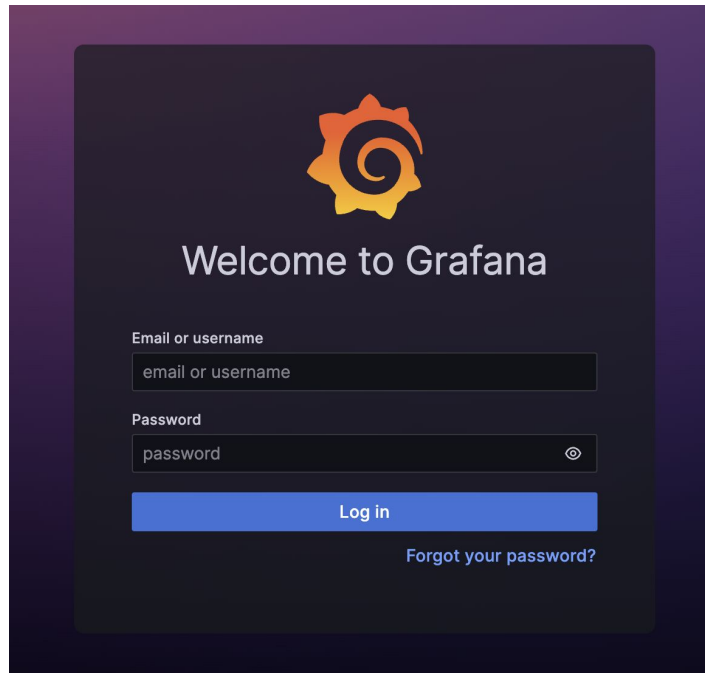 Welcome to Grafana
Email or username
email or username
Password
password
Log in
Forgot your password?